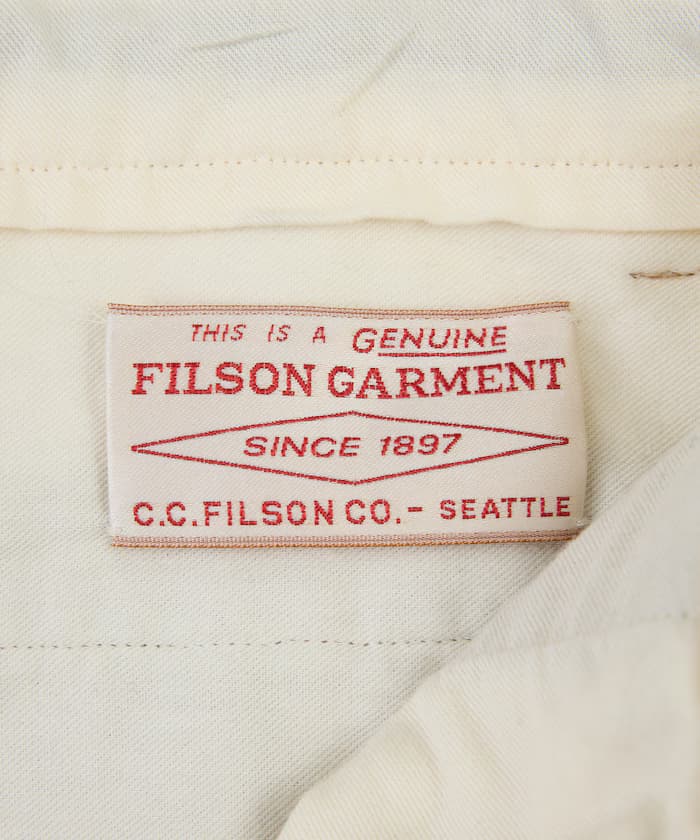 THIS IS A GENUINE
FILSON GARMENT
SINCE 1897
C.C.FILSON CO.- SEATTLE